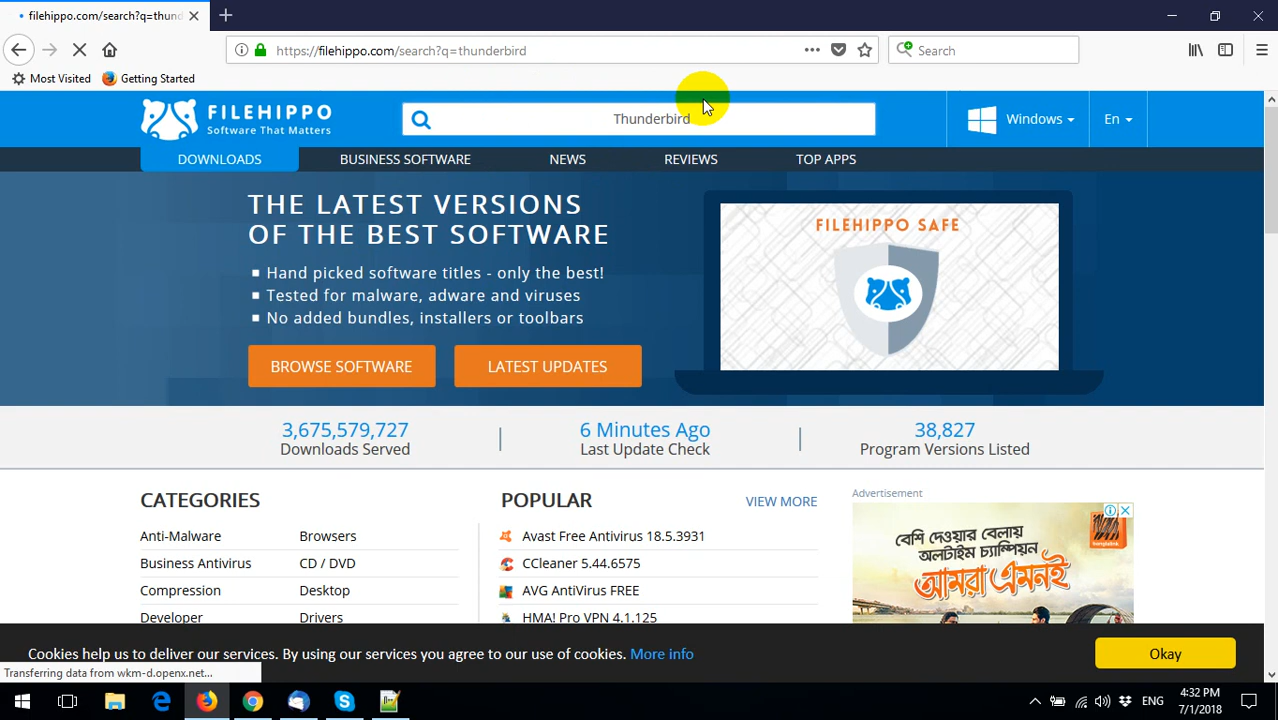 filehippo.com/search?q=thund
https://filehippo.com/search?q=thunderbird
Search
Most Visited
Getting Started
FILEHIPPO
Software That Matters
Thunderbird
Windows
En
DOWNLOADS
BUSINESS SOFTWARE
NEWS
REVIEWS
TOP APPS
THE LATEST VERSIONS
OF THE BEST SOFTWARE
Hand picked software titles - only the best!
Tested for malware, adware and viruses
No added bundles, installers or toolbars
BROWSE SOFTWARE
LATEST UPDATES
FILEHIPPO SAFE
3,675,579,727
Downloads Served
6 Minutes Ago
Last Update Check
38,827
Program Versions Listed
CATEGORIES
Anti-Malware
Browsers
Business Antivirus
CD / DVD
Compression
Desktop
Developer
Drivers
POPULAR
VIEW MORE
Avast Free Antivirus 18.5.3931
CCleaner 5.44.6575
AVG AntiVirus FREE
HMA! Pro VPN 4.1.125
Advertisement
বেশি দেওয়ার বেলায়
অলটাইম চ্যাম্পিয়ন
আমরা এমনই
banglalink
Cookies help us to deliver our services. By using our services you agree to our use of cookies. More info
Okay
Transferring data from wkm-d.openx.net...
ENG
4:32 PM
7/1/2018